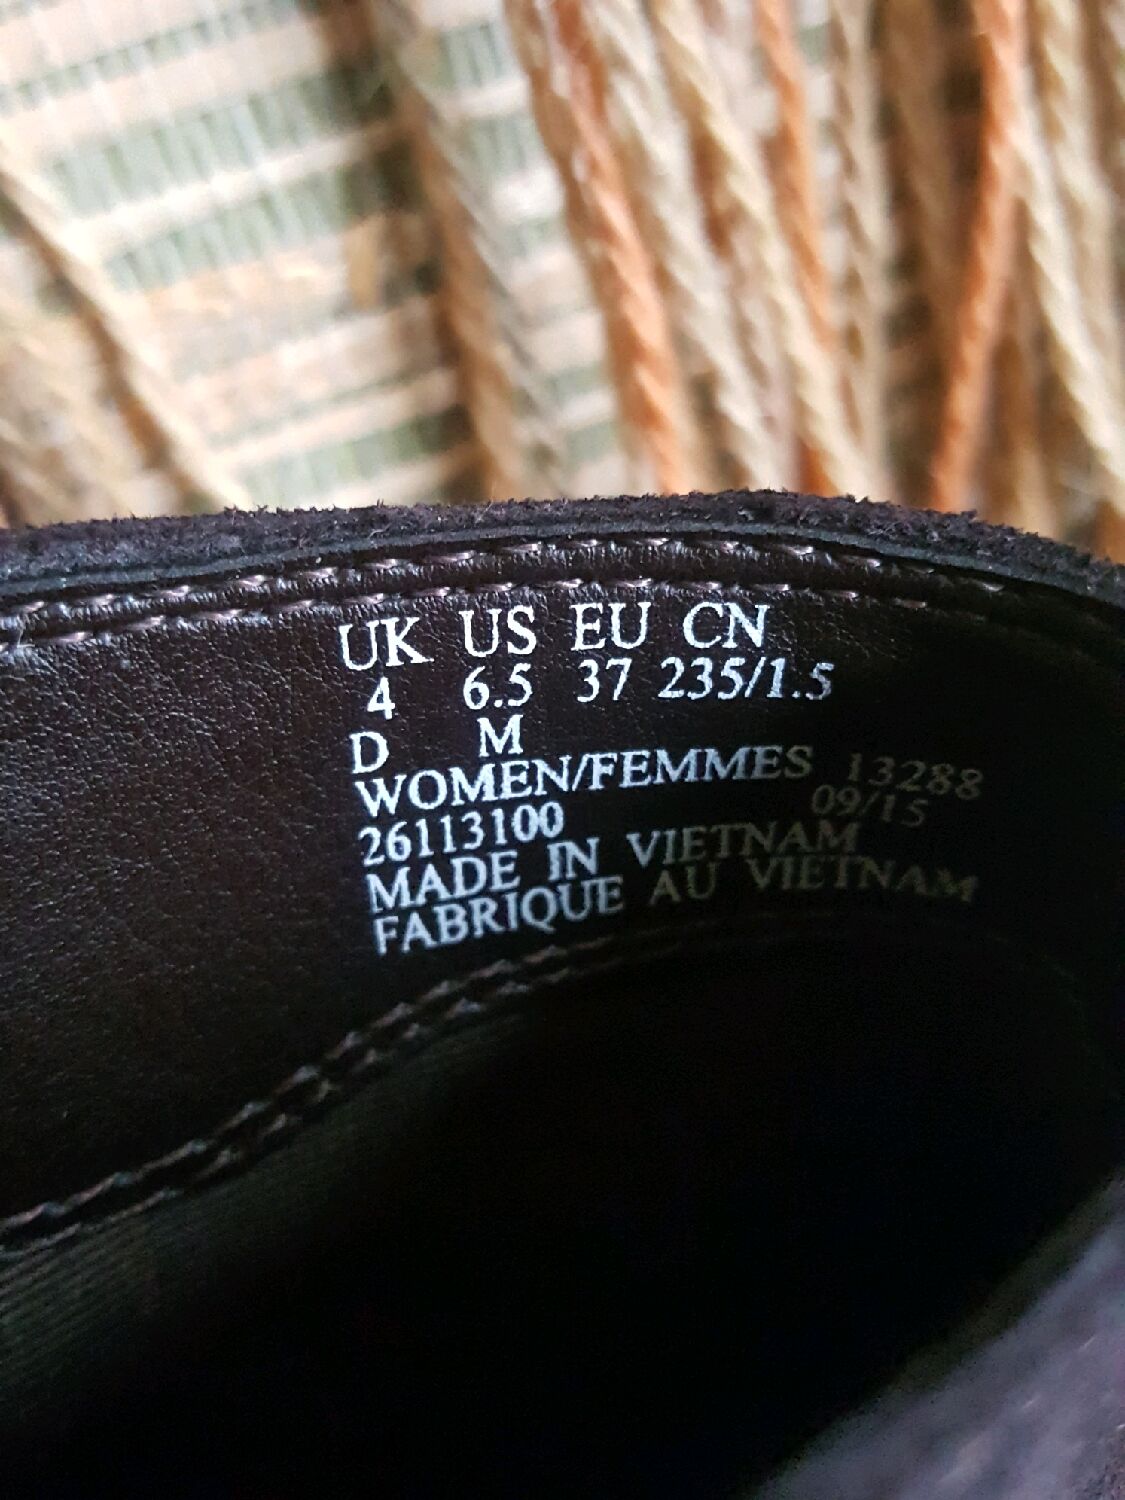 UK US EU CN
4 6.5 37 235/1.5
D M
WOMEN/FEMMES 13288
26113100 09/15
MADE IN VIETNAM
FABRIQUE AU VIETNAM